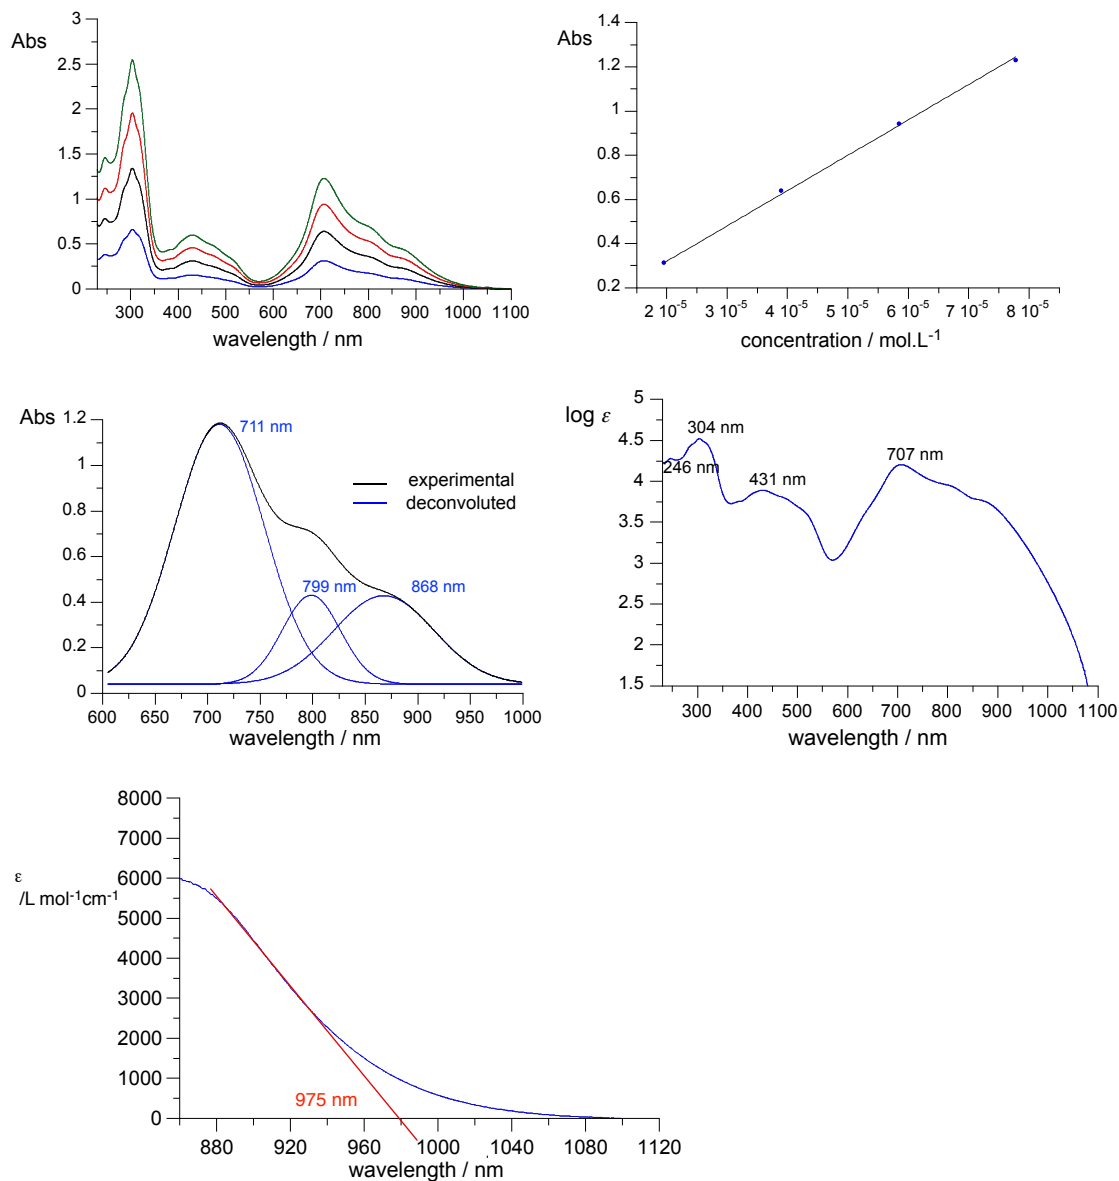 Abs
3
2.5
2
1.5
1
0.5
0
300 400 500 600 700 800 900 1000 1100
wavelength / nm
Abs
1.4
1.2
1
0.8
0.6
0.4
0.2
2 10⁻⁵ 3 10⁻⁵ 4 10⁻⁵ 5 10⁻⁵ 6 10⁻⁵ 7 10⁻⁵ 8 10⁻⁵
concentration / mol.L⁻¹
Abs
1.2
1
0.8
0.6
0.4
0.2
0
711 nm
experimental
deconvoluted
799 nm
868 nm
600 650 700 750 800 850 900 950 1000
wavelength / nm
log ε
5
4.5
4
3.5
3
2.5
2
1.5
304 nm
246 nm
431 nm
707 nm
300 400 500 600 700 800 900 1000 1100
wavelength / nm
ε
/L mol⁻¹cm⁻¹
8000
7000
6000
5000
4000
3000
2000
1000
0
975 nm
880 920 960 1000 1040 1080 1120
wavelength / nm